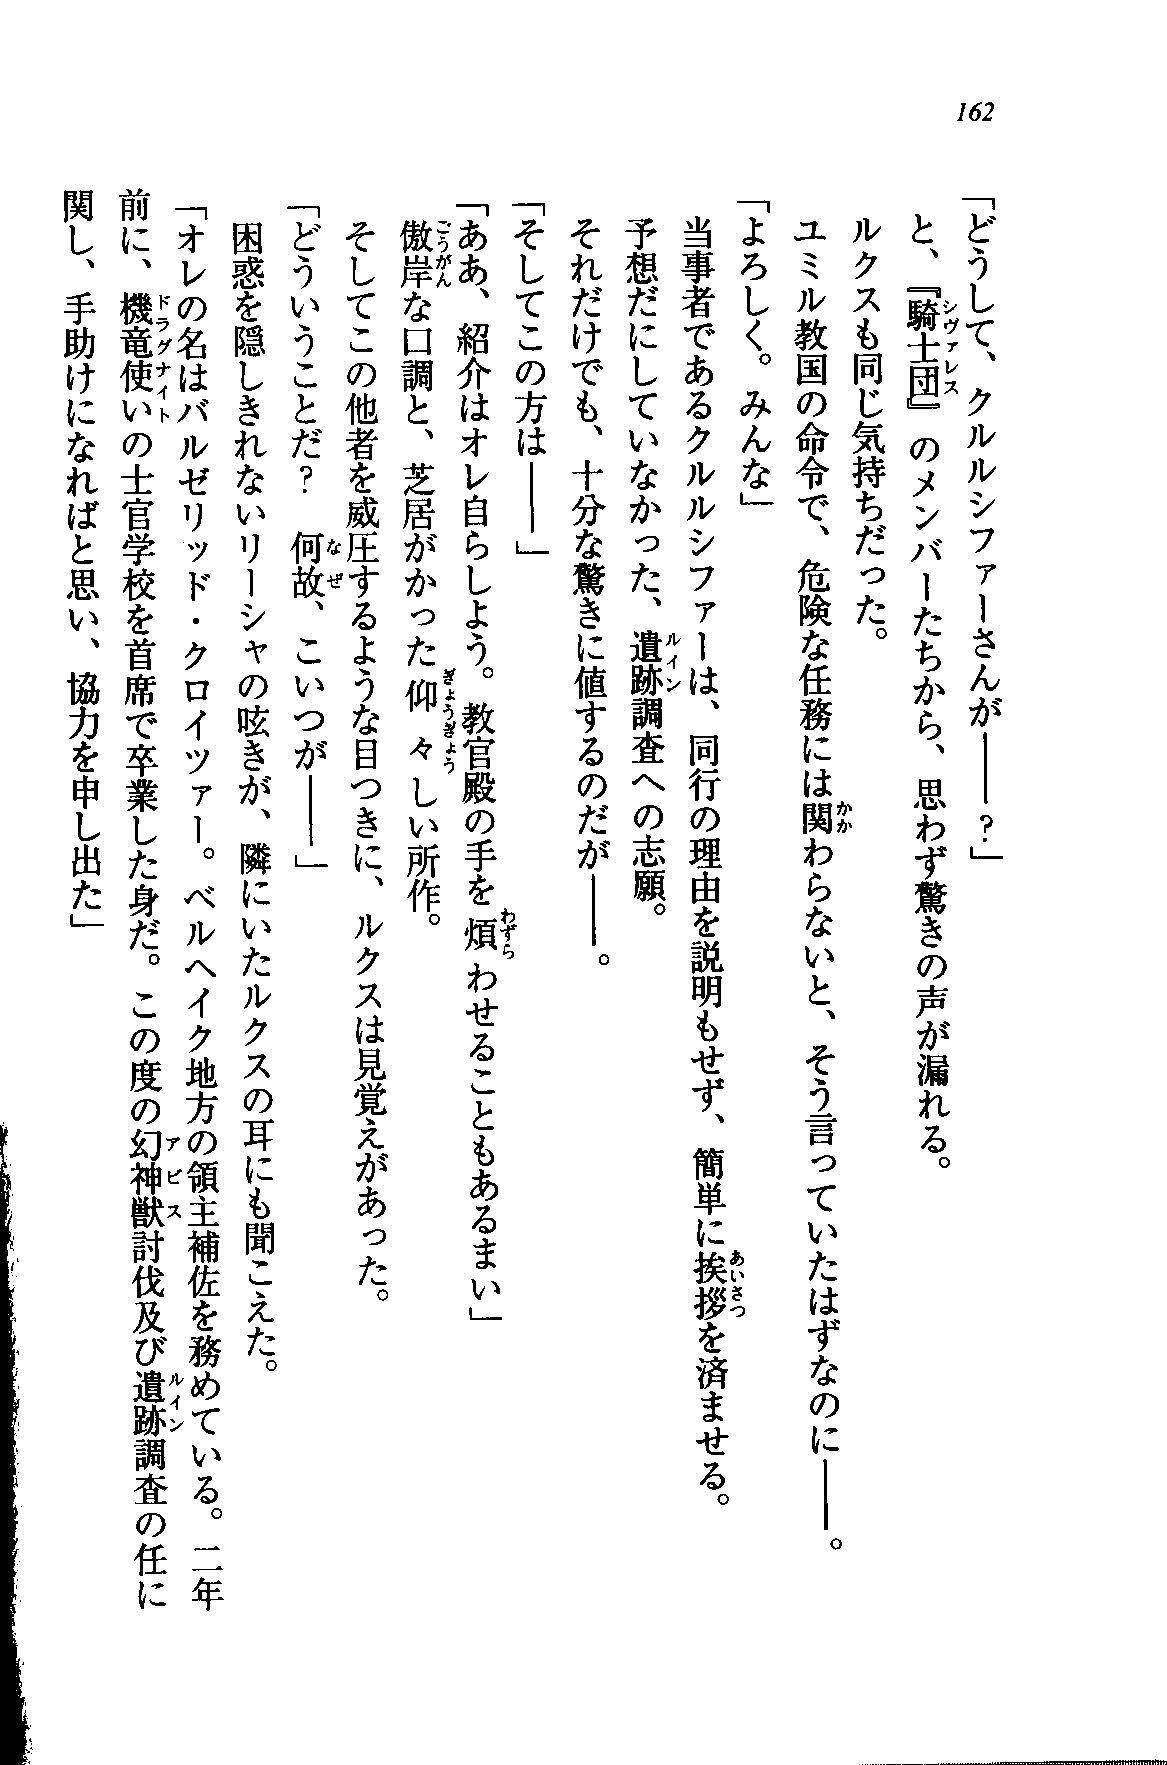 162
「どうして、クルルシファーさんが――？」
と、『騎士団』のメンバーたちから、思わず驚きの声が漏れる。
ルクスも同じ気持ちだった。
ユミル教国の命令で、危険な任務には関わらないと、そう言っていたはずなのに――。
「よろしく。みんな」
当事者であるクルルシファーは、同行の理由を説明もせず、簡単に挨拶を済ませる。
予想だにしていなかった、遺跡調査への志願。
それだけでも、十分な驚きに値するのだが――。
「そしてこの方は――」
「ああ、紹介はオレ自らしよう。教官殿の手を煩わせることもあるまい」
傲岸な口調と、芝居がかった仰々しい所作。
そしてこの他者を威圧するような目つきに、ルクスは見覚えがあった。
「どういうことだ？　何故、こいつが――」
困惑を隠しきれないリーシャの呟きが、隣にいたルクスの耳にも聞こえた。
「オレの名はバルゼリッド・クロイツァー。ベルヘイク地方の領主補佐を務めている。二年
前に、機竜使いの士官学校を首席で卒業した身だ。この度の幻神獣討伐及び遺跡調査の任に
関し、手助けになればと思い、協力を申し出た」